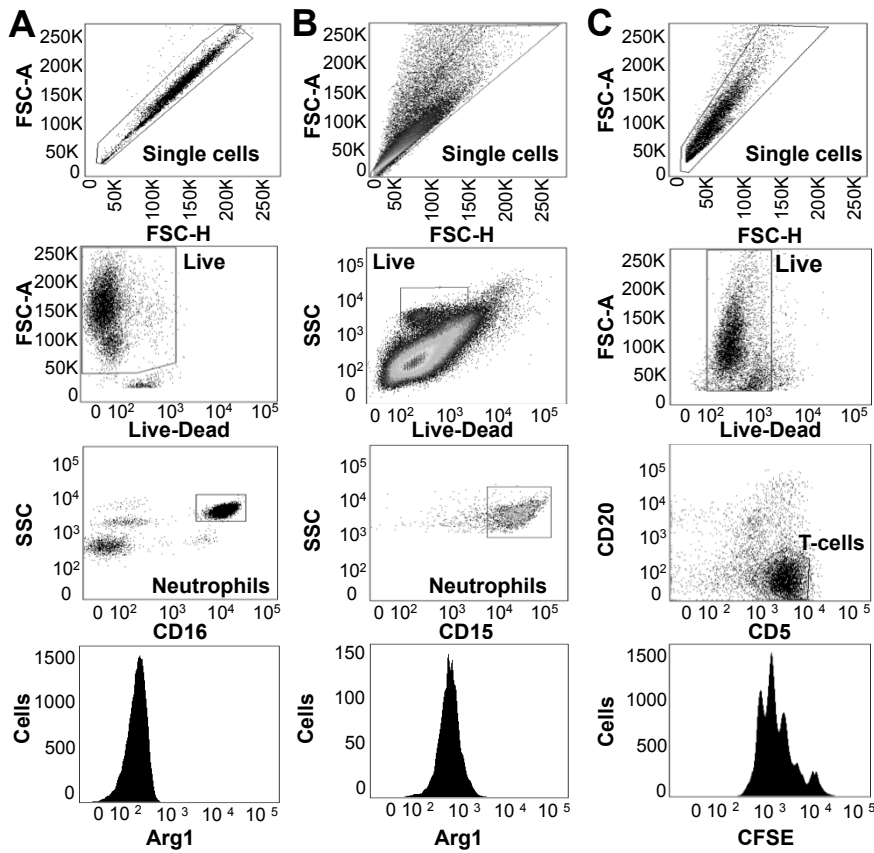 A
250K
200K
150K
100K
50K
0
FSC-A
Single cells
0
50K
100K
150K
200K
250K
FSC-H
250K
200K
150K
100K
50K
0
FSC-A
Live
0 10² 10³ 10⁴ 10⁵
Live-Dead
10⁵
10⁴
10³
10²
0
SSC
Neutrophils
0 10² 10³ 10⁴ 10⁵
CD16
1500
1000
500
0
Cells
0 10² 10³ 10⁴ 10⁵
Arg1
B
250K
200K
150K
100K
50K
0
FSC-A
Single cells
0
50K
100K
150K
200K
250K
FSC-H
10⁵
10⁴
10³
10²
0
SSC
Live
0 10² 10³ 10⁴ 10⁵
Live-Dead
10⁵
10⁴
10³
10²
0
SSC
Neutrophils
0 10² 10³ 10⁴ 10⁵
CD15
150
100
50
0
Cells
0 10² 10³ 10⁴ 10⁵
Arg1
C
250K
200K
150K
100K
50K
0
FSC-A
Single cells
0
50K
100K
150K
200K
250K
FSC-H
250K
200K
150K
100K
50K
0
FSC-A
Live
0 10² 10³ 10⁴ 10⁵
Live-Dead
10⁵
10⁴
10³
10²
0
CD20
T-cells
0 10² 10³ 10⁴ 10⁵
CD5
1500
1000
500
0
Cells
0 10² 10³ 10⁴ 10⁵
CFSE